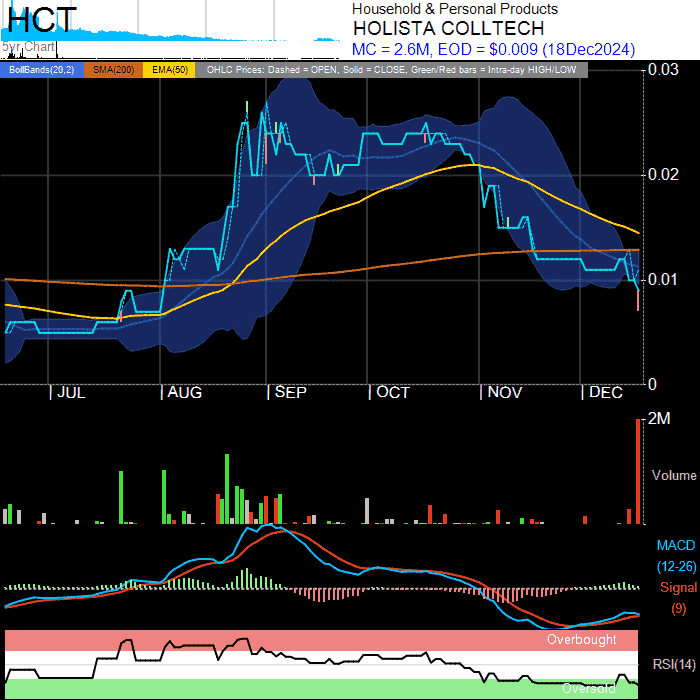 HCT
5yr Chart
Household & Personal Products
HOLISTA COLLTECH
MC = 2.6M, EOD = $0.009 (18Dec2024)
BollBands(20,2) SMA(200) EMA(50) OHLC Prices: Dashed = OPEN, Solid = CLOSE, Green/Red bars = Intra-day HIGH/LOW
0.03
0.02
0.01
0
JUL AUG SEP OCT NOV DEC
2M
Volume
MACD
(12-26)
Signal
(9)
Overbought
RSI(14)
Oversold